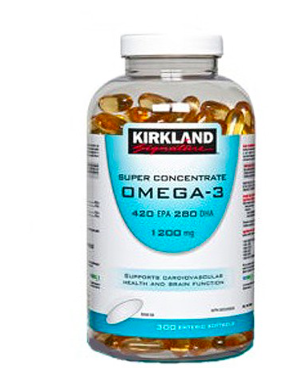 KIRKLAND
Signature
SUPER CONCENTRATE
OMEGA-3
420 EPA 280 DHA
1200 mg
SUPPORTS CARDIOVASCULAR
HEALTH AND BRAIN FUNCTION
300 ENTERIC SOFTGELS